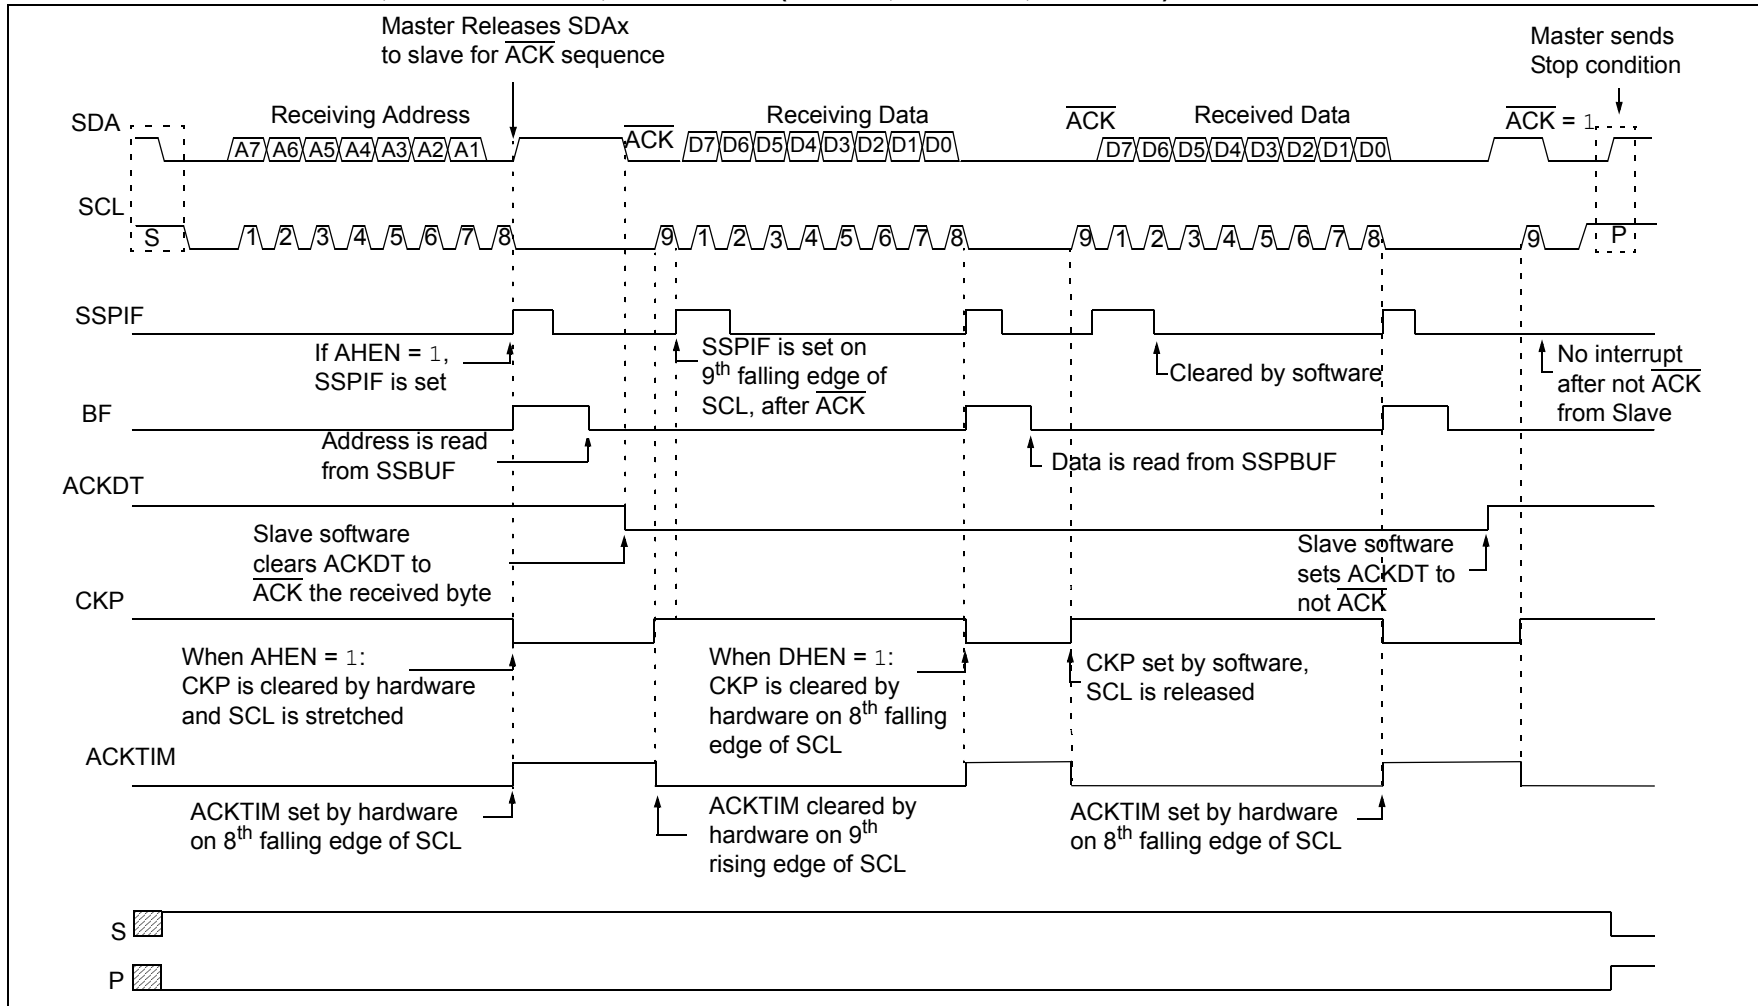 Master Releases SDAx
to slave for ACK sequence
Master sends
Stop condition
SDA
Receiving Address
ACK
Receiving Data
ACK
Received Data
ACK = 1
A7 A6 A5 A4 A3 A2 A1
D7 D6 D5 D4 D3 D2 D1 D0
D7 D6 D5 D4 D3 D2 D1 D0
SCL
S 1 2 3 4 5 6 7 8 9 1 2 3 4 5 6 7 8 9 1 2 3 4 5 6 7 8 9 P
SSPIF
If AHEN = 1,
SSPIF is set
SSPIF is set on
9th falling edge of
SCL, after ACK
Cleared by software
No interrupt
after not ACK
from Slave
BF
Address is read
from SSBUF
Data is read from SSPBUF
ACKDT
Slave software
clears ACKDT to
ACK the received byte
Slave software
sets ACKDT to
not ACK
CKP
When AHEN = 1:
CKP is cleared by hardware
and SCL is stretched
When DHEN = 1:
CKP is cleared by
hardware on 8th falling
edge of SCL
CKP set by software,
SCL is released
ACKTIM
ACKTIM set by hardware
on 8th falling edge of SCL
ACKTIM cleared by
hardware on 9th
rising edge of SCL
ACKTIM set by hardware
on 8th falling edge of SCL
S
P